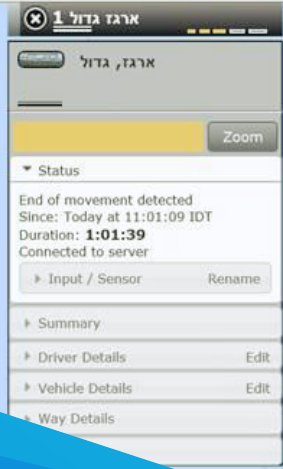 ארגז גדול 1
ארגז, גדול
Zoom
Status
End of movement detected
Since: Today at 11:01:09 IDT
Duration: 1:01:39
Connected to server
Input / Sensor Rename
Summary
Driver Details Edit
Vehicle Details Edit
Way Details